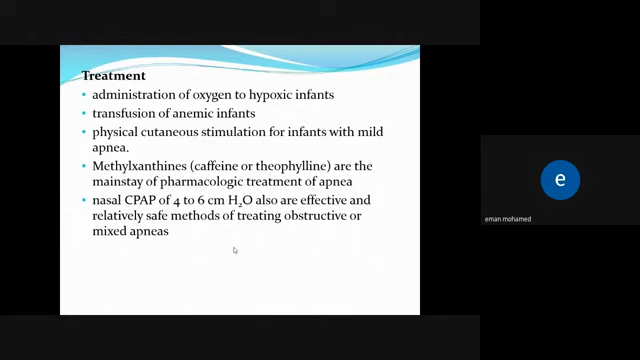 Treatment
administration of oxygen to hypoxic infants
transfusion of anemic infants
physical cutaneous stimulation for infants with mild
apnea.
Methylxanthines (caffeine or theophylline) are the
mainstay of pharmacologic treatment of apnea
nasal CPAP of 4 to 6 cm H₂O also are effective and
relatively safe methods of treating obstructive or
mixed apneas
e
eman mohamed